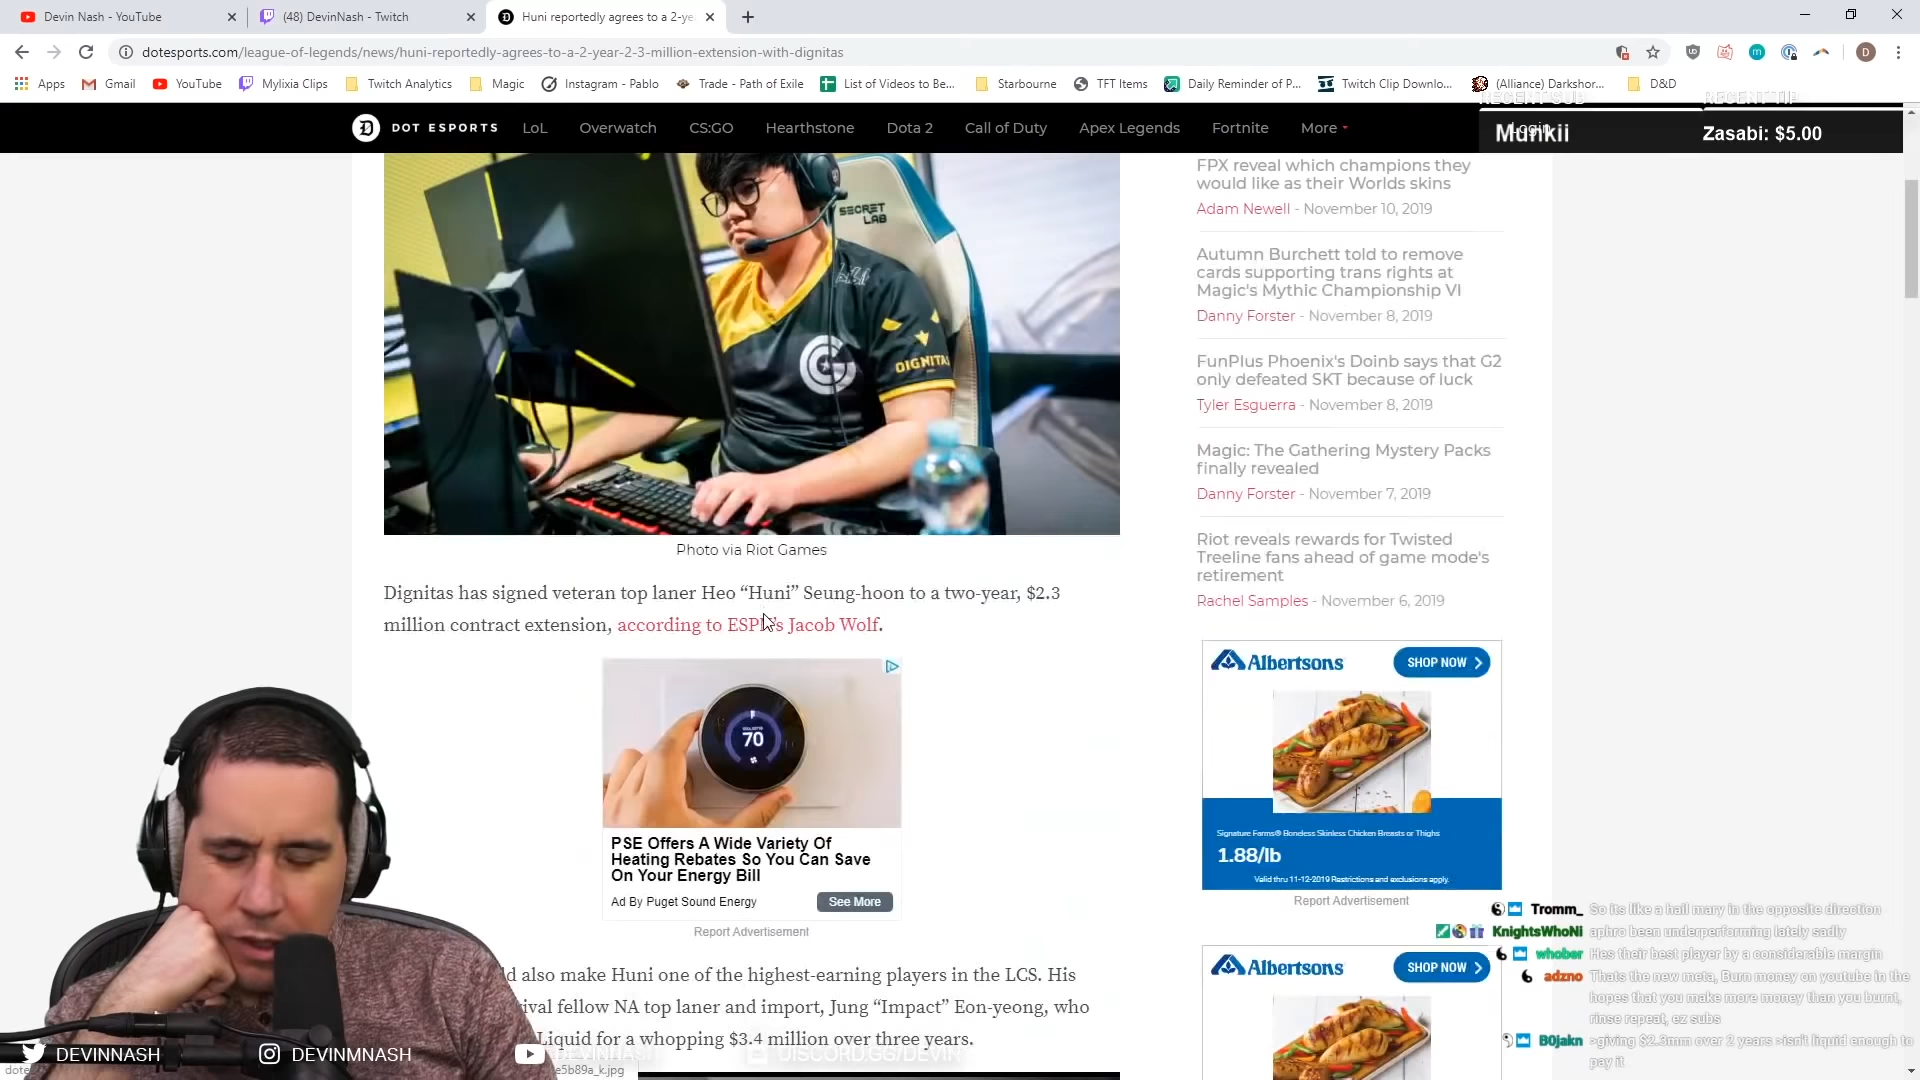 Devin Nash - YouTube
(48) DevinNash - Twitch
Huni reportedly agrees to a 2-ye
dotesports.com/league-of-legends/news/huni-reportedly-agrees-to-a-2-year-2-3-million-extension-with-dignitas
Apps
Gmail
YouTube
Mylixia Clips
Twitch Analytics
Magic
Instagram - Pablo
Trade - Path of Exile
List of Videos to Be...
Starbourne
TFT Items
Daily Reminder of P...
Twitch Clip Downlo...
(Alliance) Darkshor...
D&D
RECENT SUB
RECENT TIP
DOT ESPORTS
LoL
Overwatch
CS:GO
Hearthstone
Dota 2
Call of Duty
Apex Legends
Fortnite
More
Login
Munkii
Zasabi: $5.00
SECRET LAB
DIGNITAS
Photo via Riot Games
Dignitas has signed veteran top laner Heo “Huni” Seung-hoon to a two-year, $2.3
million contract extension, according to ESPN's Jacob Wolf.
70
PSE Offers A Wide Variety Of
Heating Rebates So You Can Save
On Your Energy Bill
Ad By Puget Sound Energy
See More
Report Advertisement
also make Huni one of the highest-earning players in the LCS. His
rival fellow NA top laner and import, Jung “Impact” Eon-yeong, who
Liquid for a whopping $3.4 million over three years.
FPX reveal which champions they
would like as their Worlds skins
Adam Newell - November 10, 2019
Autumn Burchett told to remove
cards supporting trans rights at
Magic's Mythic Championship VI
Danny Forster - November 8, 2019
FunPlus Phoenix's Doinb says that G2
only defeated SKT because of luck
Tyler Esguerra - November 8, 2019
Magic: The Gathering Mystery Packs
finally revealed
Danny Forster - November 7, 2019
Riot reveals rewards for Twisted
Treeline fans ahead of game mode's
retirement
Rachel Samples - November 6, 2019
Albertsons
SHOP NOW
Signature Farms® Boneless Skinless Chicken Breasts or Thighs
1.88/lb
Valid thru 11-12-2019 Restrictions and exclusions apply.
Report Advertisement
Albertsons
SHOP NOW
Tromm_ So its like a hail mary in the opposite direction
KnightsWhoNi aphro been underperforming lately sadly
whober Hes their best player by a considerable margin
adzno Thats the new meta, Burn money on youtube in the
hopes that you make more money than you burnt,
rinse repeat, ez subs
B0jakn >giving $2.3mm over 2 years >isn't liquid enough to
pay it
DEVINNASH
DEVINMNASH
DEVINNASH
DISCORD.GG/DEVIN
e5b89a_k.jpg